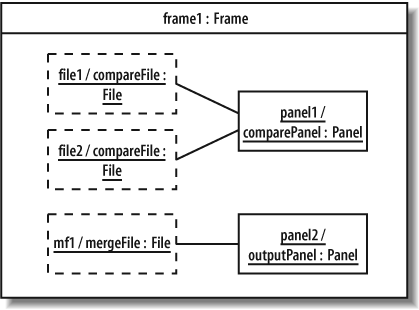 frame1 : Frame
file1 / compareFile :
File
file2 / compareFile :
File
panel1 /
comparePanel : Panel
mf1 / mergeFile : File
panel2 /
outputPanel : Panel